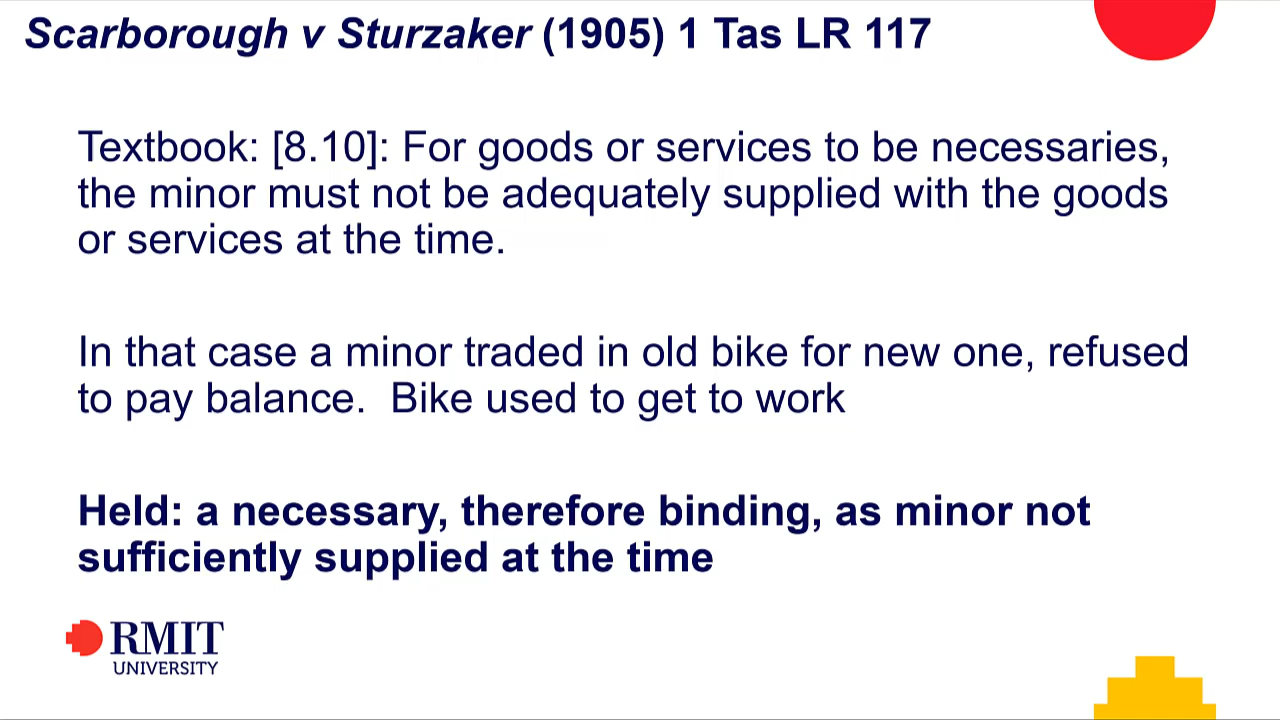 Scarborough v Sturzaker (1905) 1 Tas LR 117
Textbook: [8.10]: For goods or services to be necessaries,
the minor must not be adequately supplied with the goods
or services at the time.
In that case a minor traded in old bike for new one, refused
to pay balance.  Bike used to get to work
Held: a necessary, therefore binding, as minor not
sufficiently supplied at the time
RMIT
UNIVERSITY